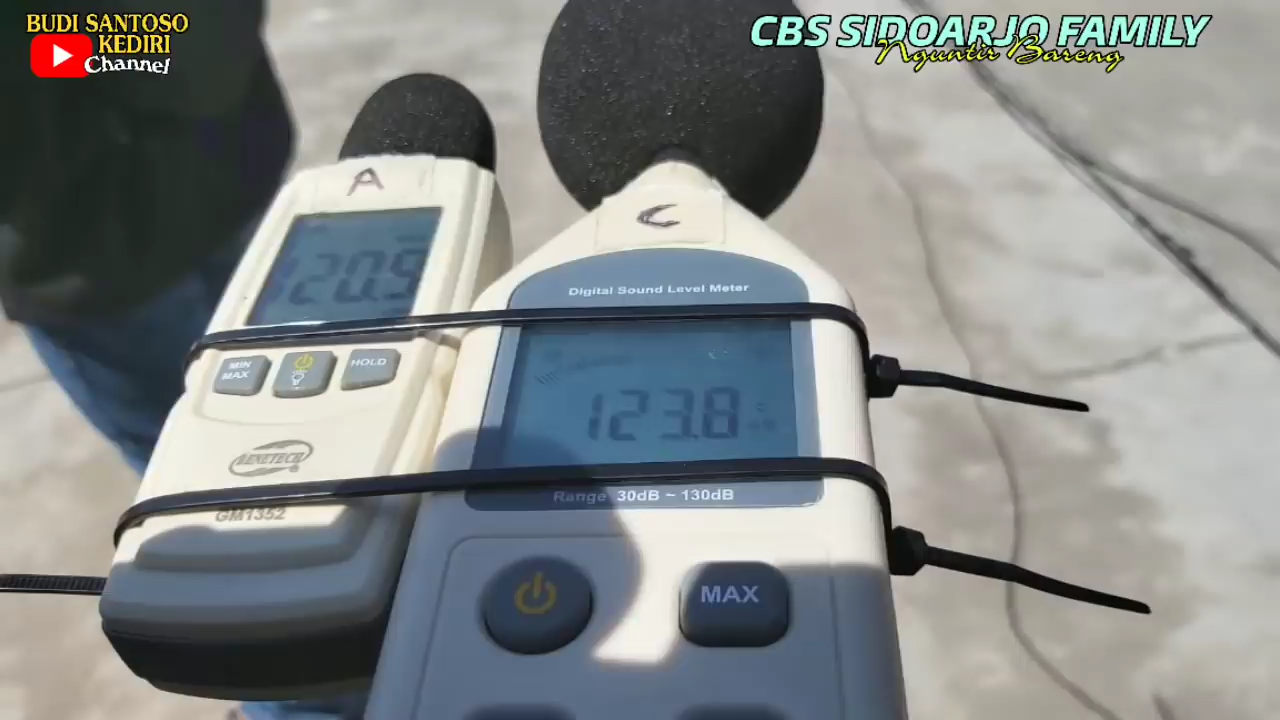 BUDI SANTOSO
KEDIRI
Channel
CBS SIDOARJO FAMILY
Nguntir Bareng
A
C
120.9
Digital Sound Level Meter
MIN
MAX
HOLD
123.8
BENETECH®
Range 30dB ~ 130dB
GM1352
MAX